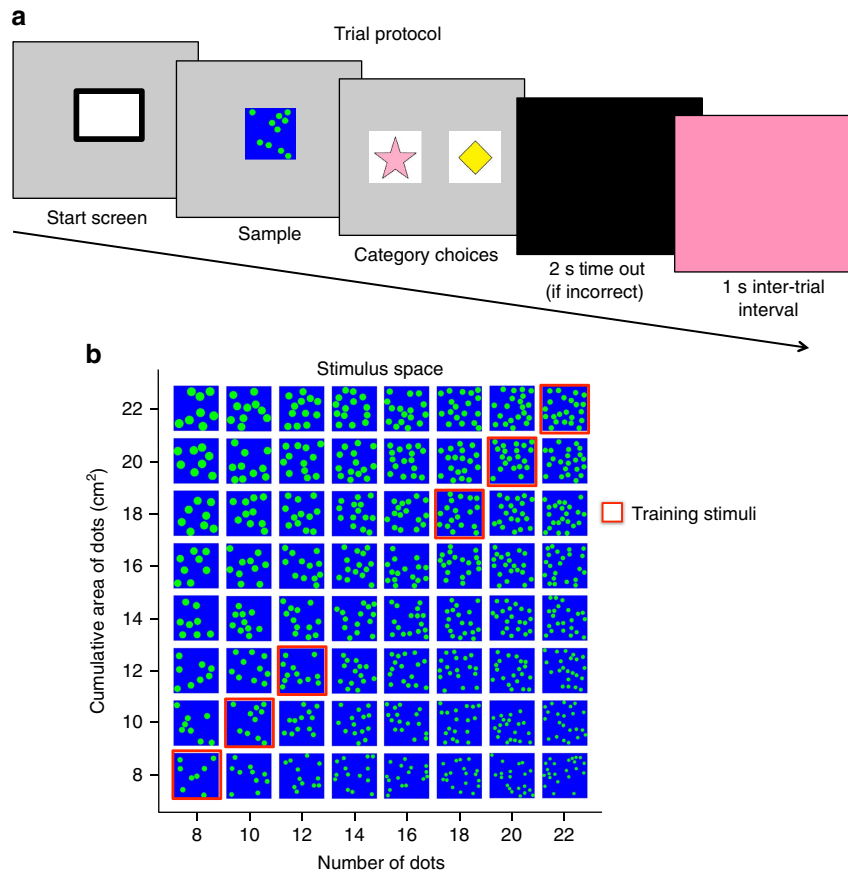 a
Trial protocol
Start screen
Sample
Category choices
2 s time out
(if incorrect)
1 s inter-trial
interval
b
Stimulus space
Cumulative area of dots (cm²)
22
20
18
16
14
12
10
8
Training stimuli
8 10 12 14 16 18 20 22
Number of dots